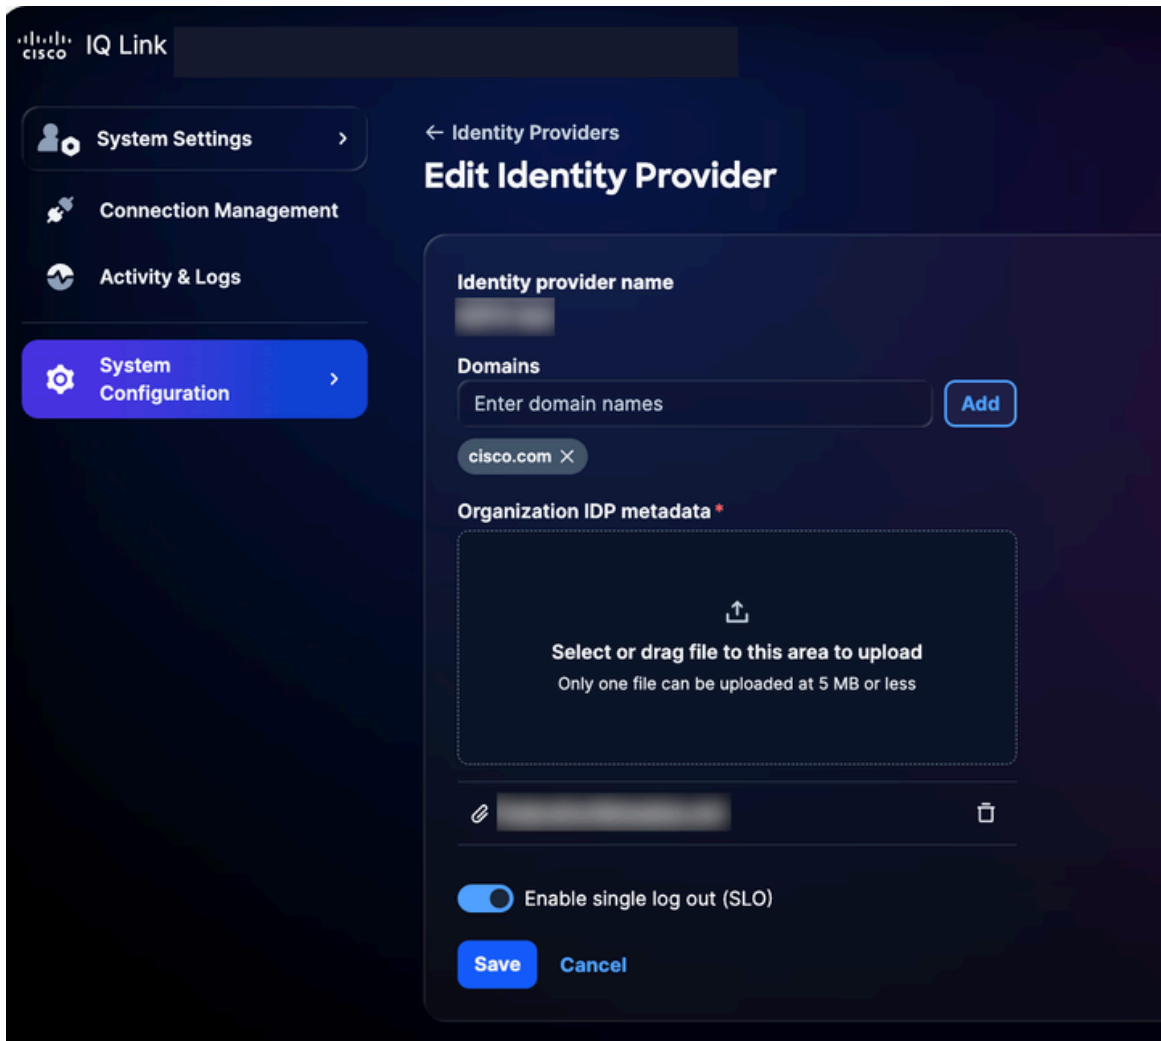 CISCO IQ Link
System Settings
Connection Management
Activity & Logs
System
Configuration
← Identity Providers
Edit Identity Provider
Identity provider name
Domains
Enter domain names
Add
cisco.com ×
Organization IDP metadata *
Select or drag file to this area to upload
Only one file can be uploaded at 5 MB or less
Enable single log out (SLO)
Save
Cancel